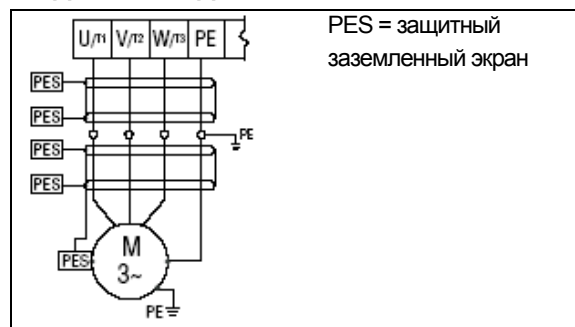 U/T1 V/T2 W/T3 PE
PES = защитный
заземленный экран
PES
PES
PE
PES
PES
PES
M
3~
PE